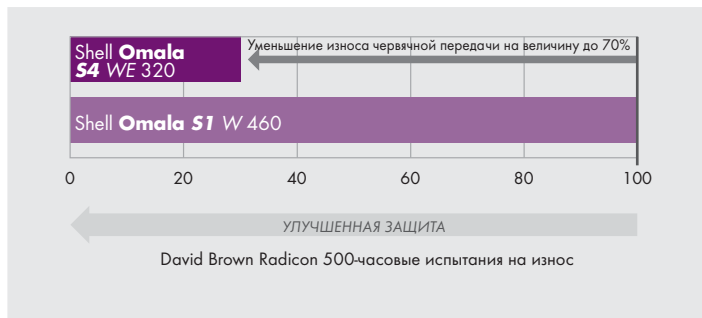 Shell Omala
S4 WE 320
Уменьшение износа червячной передачи на величину до 70%
Shell Omala S1 W 460
0 20 40 60 80 100
УЛУЧШЕННАЯ ЗАЩИТА
David Brown Radicon 500-часовые испытания на износ